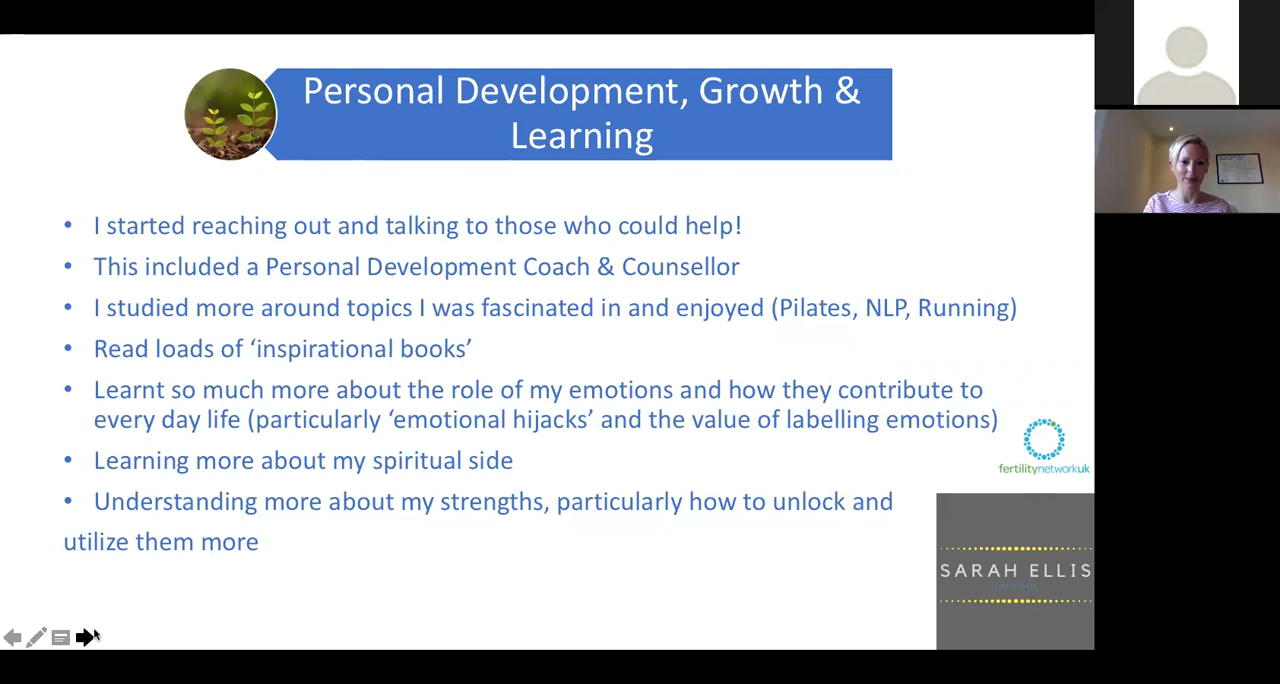 Personal Development, Growth &
Learning
• I started reaching out and talking to those who could help!
• This included a Personal Development Coach & Counsellor
• I studied more around topics I was fascinated in and enjoyed (Pilates, NLP, Running)
• Read loads of ‘inspirational books’
• Learnt so much more about the role of my emotions and how they contribute to
every day life (particularly ‘emotional hijacks’ and the value of labelling emotions)
• Learning more about my spiritual side
• Understanding more about my strengths, particularly how to unlock and
utilize them more
fertilitynetworkuk
SARAH ELLIS